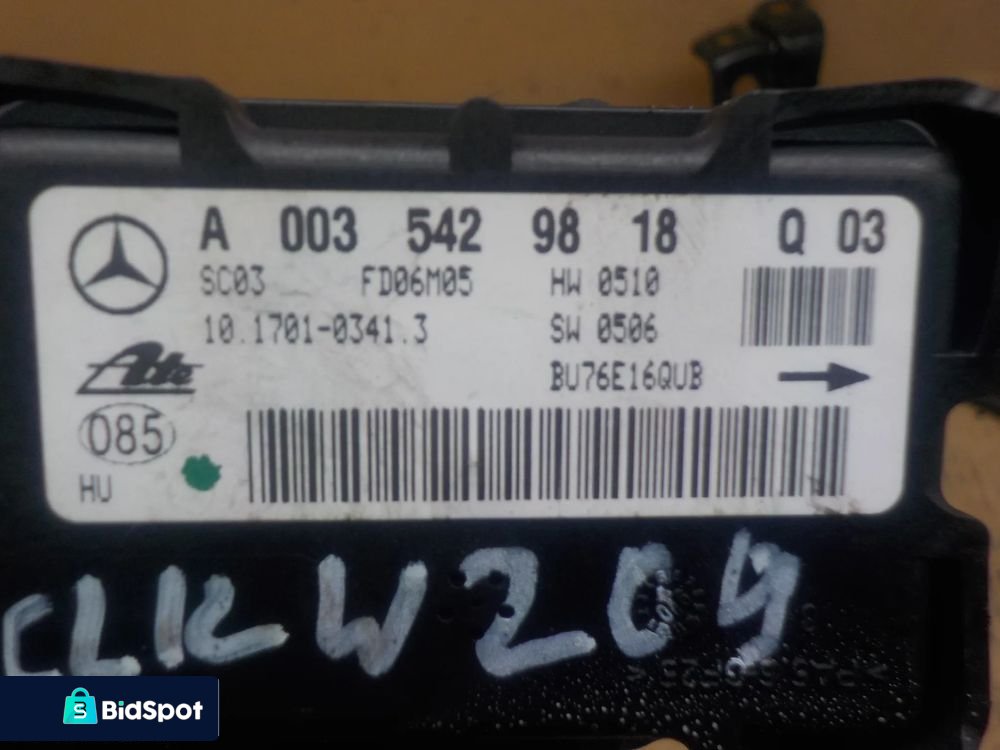 A 003 542 98 18 Q 03
SC03 FD06M05 HW 0510
10.1701-0341.3 SW 0506
Ate BU76E16QUB
085
HU
CLK W209
BidSpot